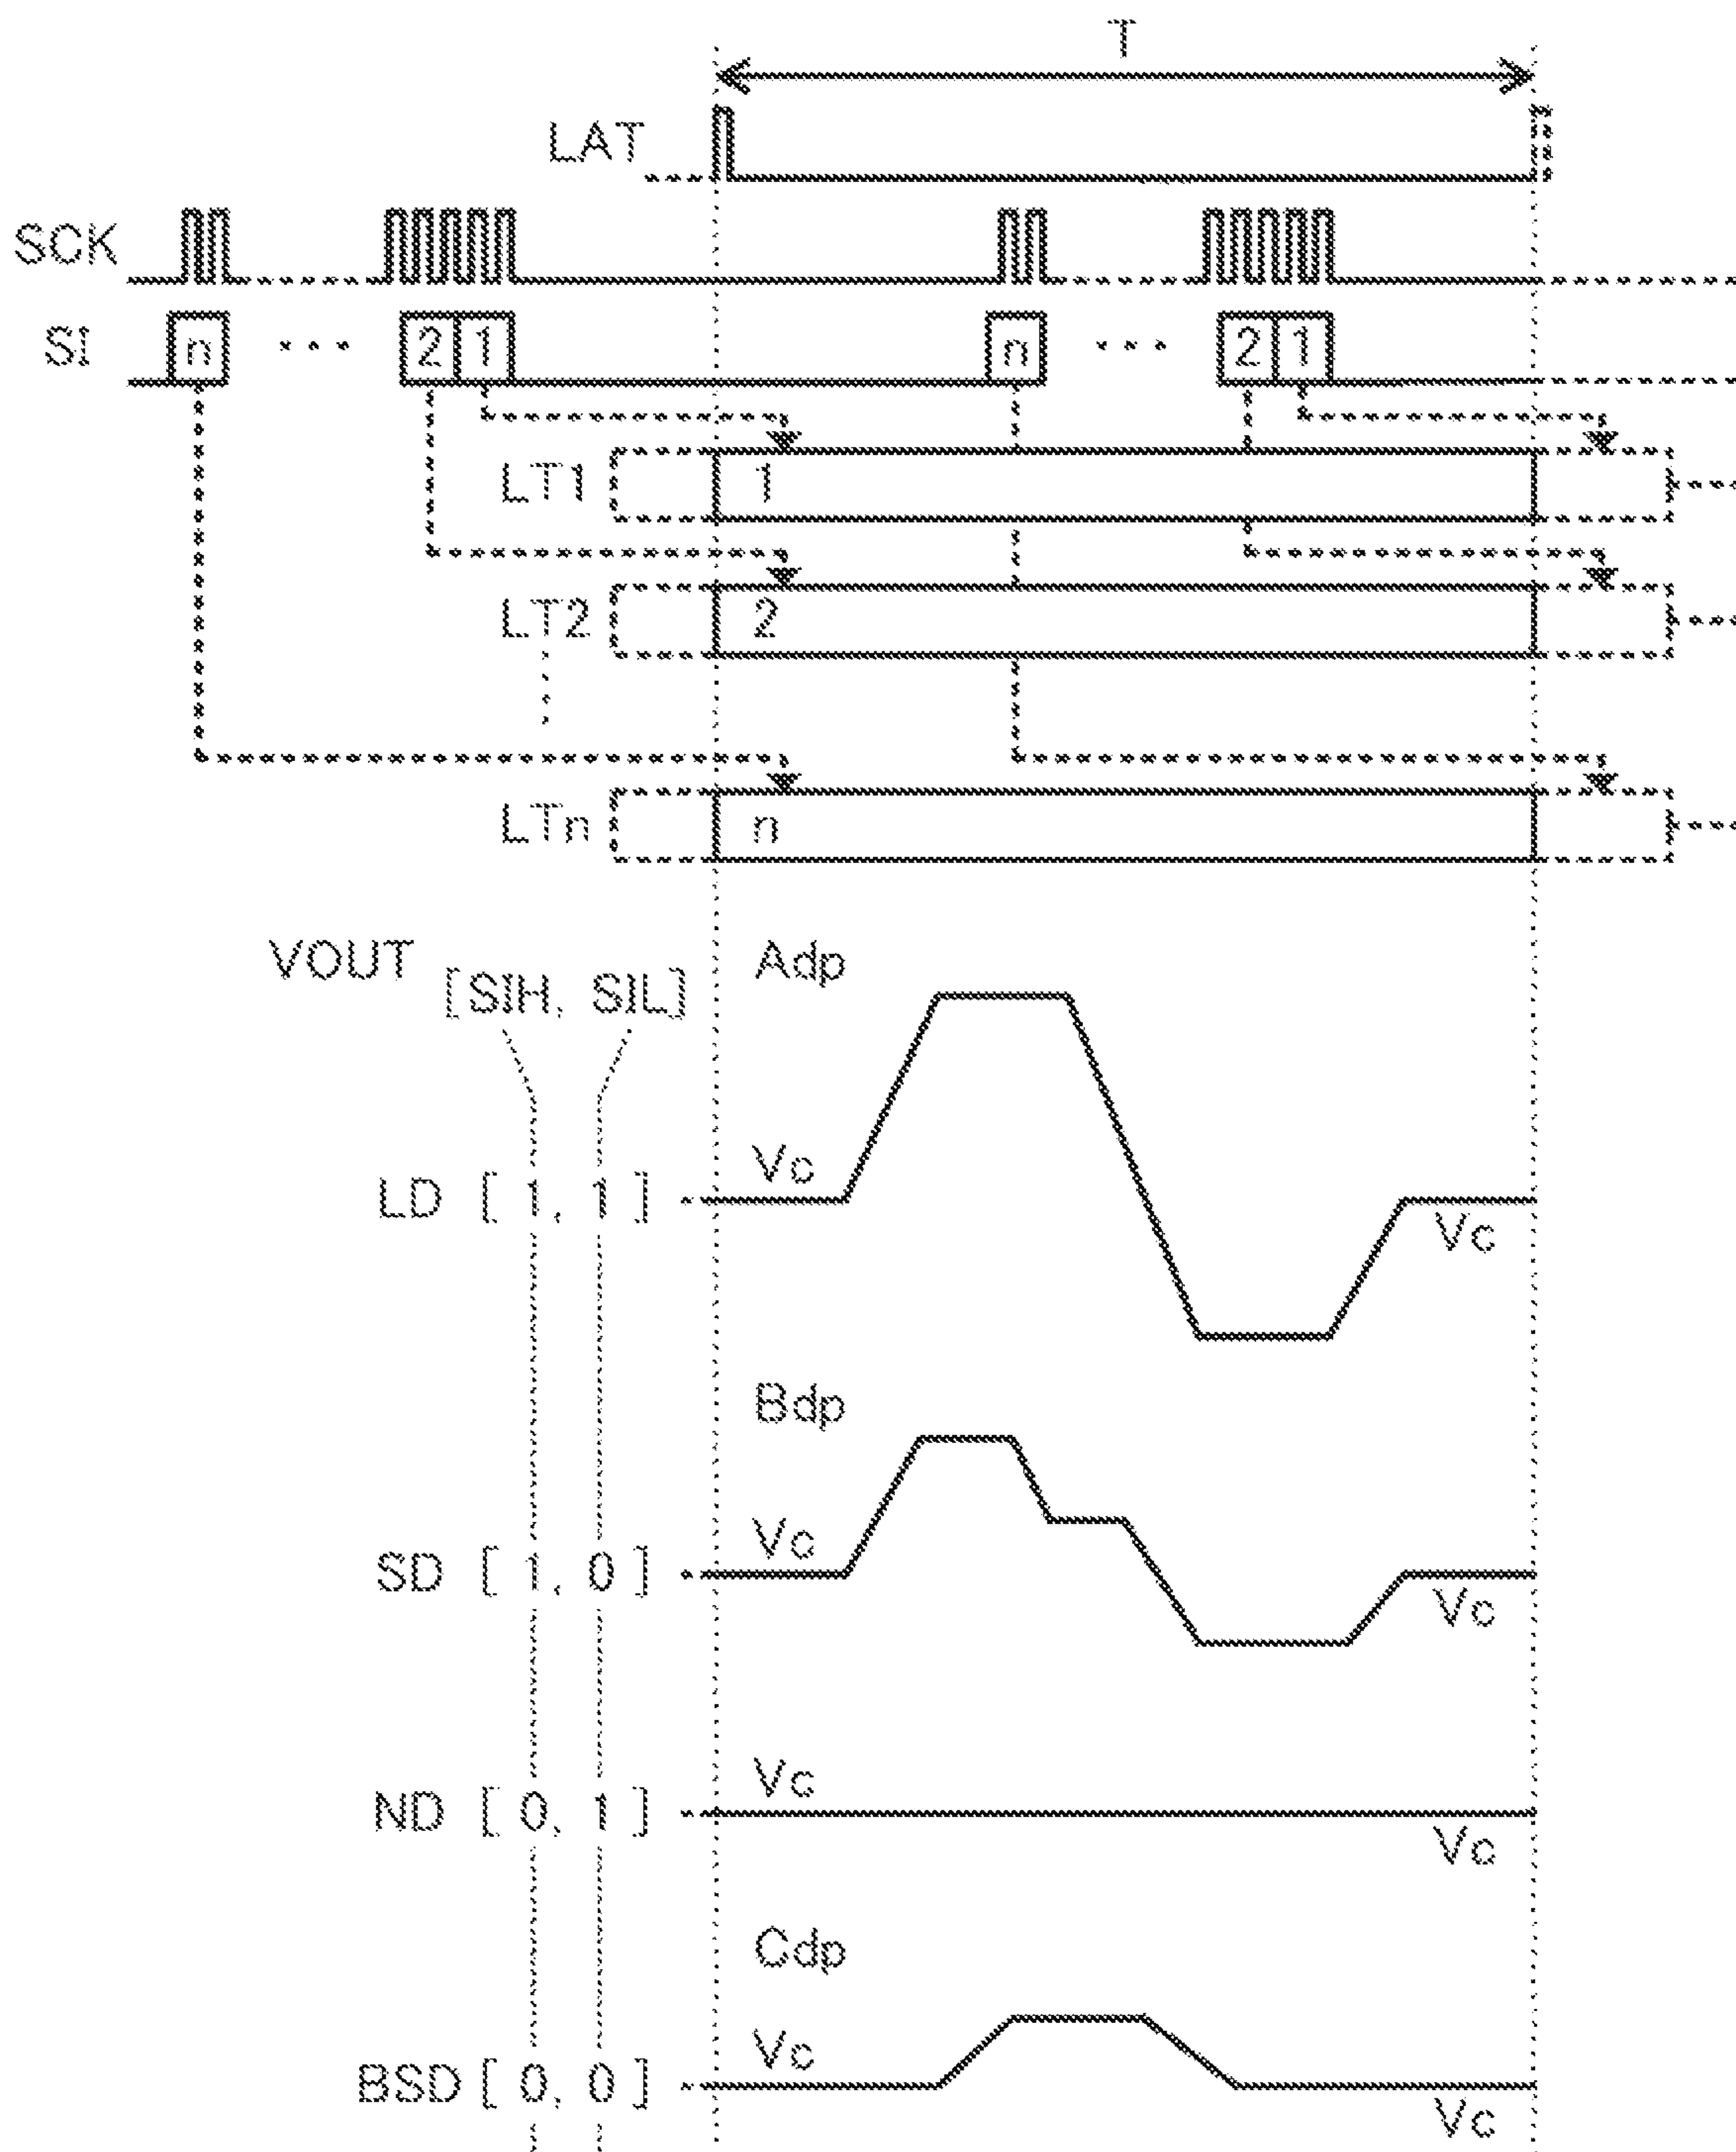 T
LAT
SCK
SI n ... 2 1 n ... 2 1
LT1 1
LT2 2
LTn n
VOUT [SIH, SIL] Adp
Vc
LD [ 1, 1 ] Vc
Bdp
Vc
SD [ 1, 0 ] Vc
Vc
ND [ 0, 1 ] Vc
Cdp
Vc
BSD [ 0, 0 ] Vc